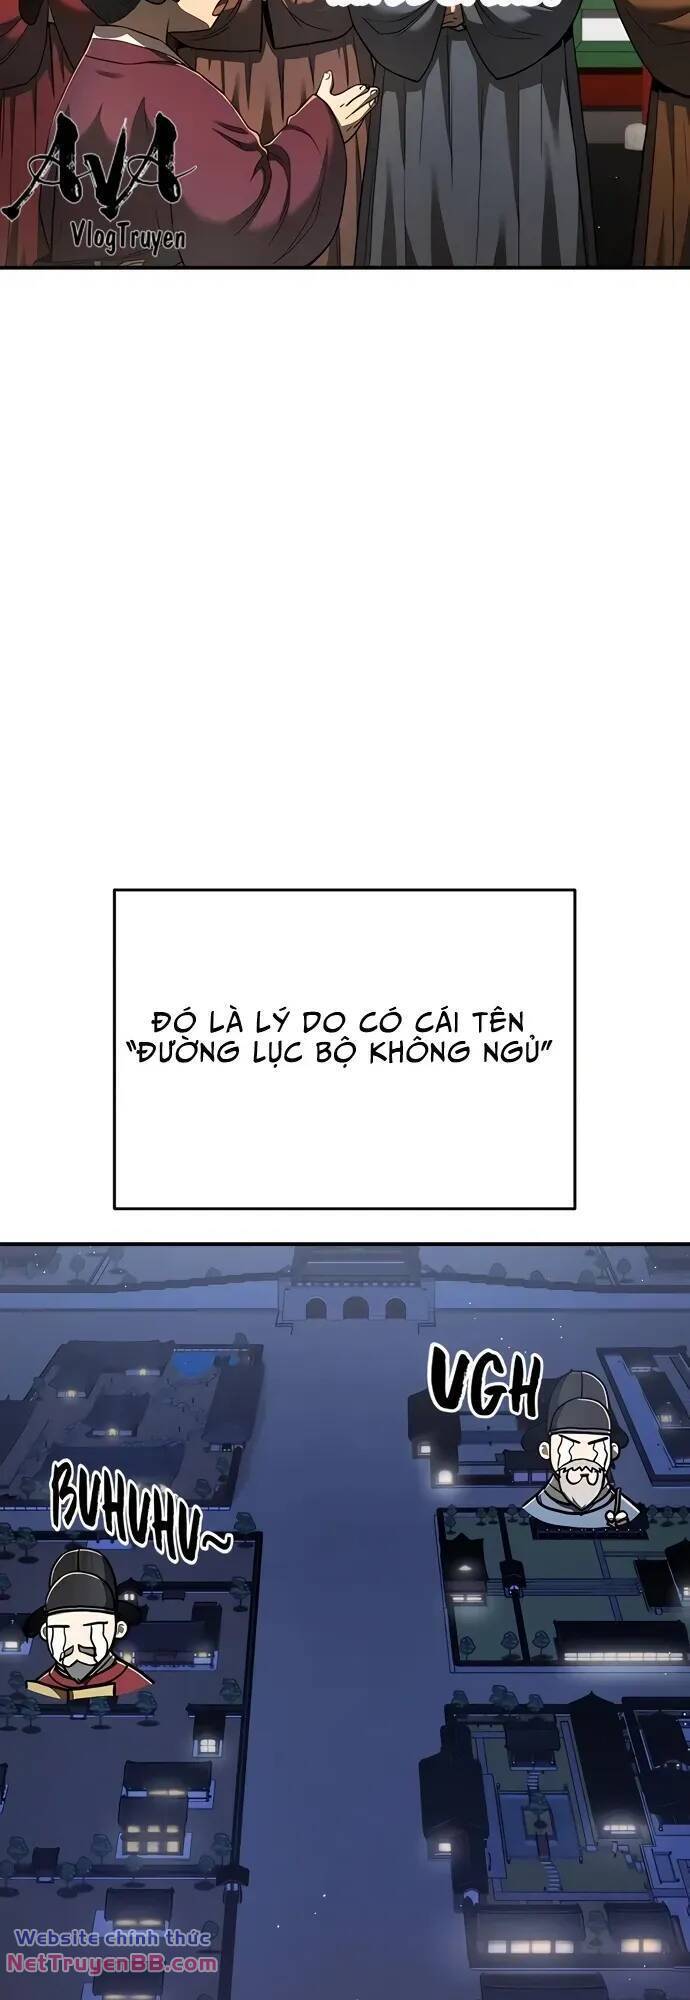 AVA
VlogTruyen
ĐÓ LÀ LÝ DO CÓ CÁI TÊN
"ĐƯỜNG LỤC BỘ KHÔNG NGỦ"
UGH
BUHUHU~
Website chính thức
NetTruyenBB.com